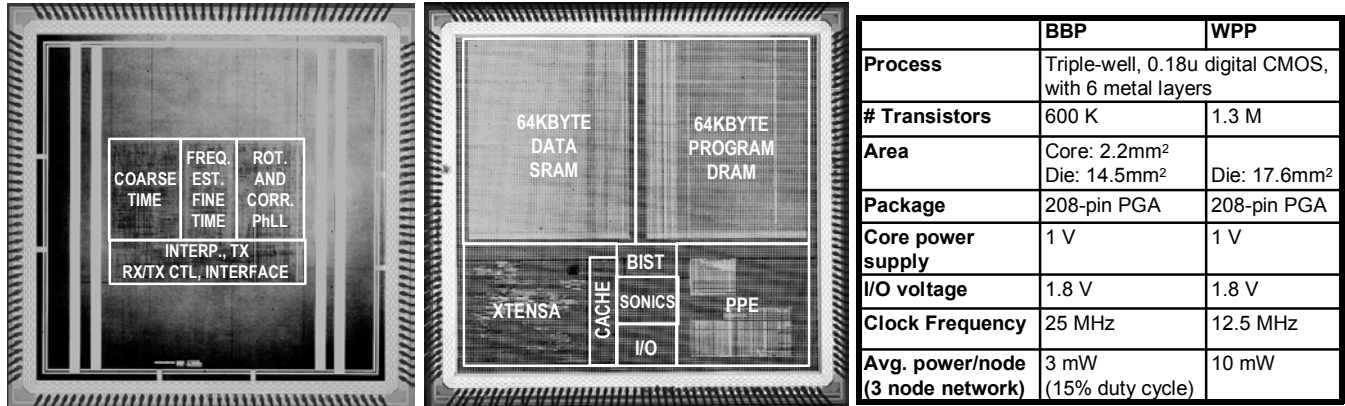 COARSE
TIME
FREQ.
EST.
FINE
TIME
ROT.
AND
CORR.
PhLL
INTERP., TX
RX/TX CTL, INTERFACE
64KBYTE
DATA
SRAM
64KBYTE
PROGRAM
DRAM
XTENSA
CACHE
BIST
SONICS
I/O
PPE
BBP WPP
Process Triple-well, 0.18u digital CMOS,
with 6 metal layers
# Transistors 600 K 1.3 M
Area Core: 2.2mm²
Die: 14.5mm² Die: 17.6mm²
Package 208-pin PGA 208-pin PGA
Core power 1 V 1 V
supply
I/O voltage 1.8 V 1.8 V
Clock Frequency 25 MHz 12.5 MHz
Avg. power/node 3 mW 10 mW
(3 node network) (15% duty cycle)